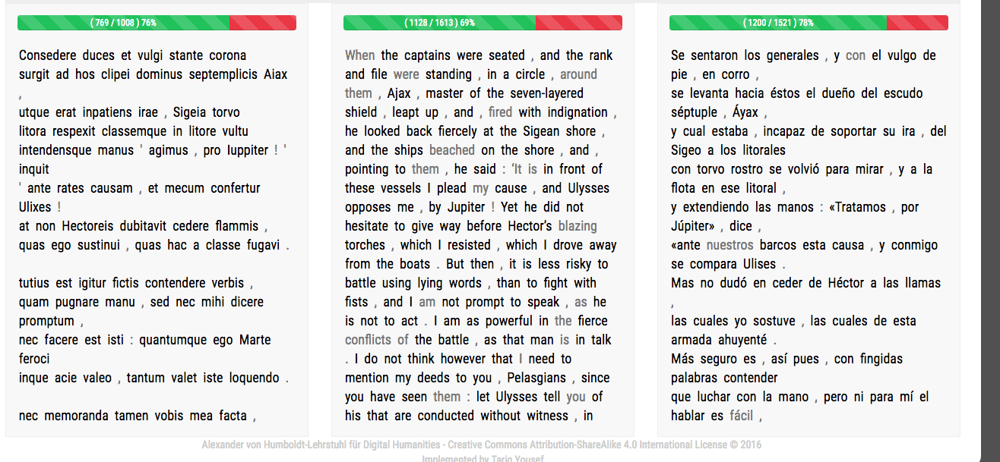 ( 769 / 1008 ) 76%
Consedere duces et vulgi stante corona
surgit ad hos clipei dominus septemplicis Aiax
,
utque erat inpatiens irae , Sigeia torvo
litora respexit classemque in litore vultu
intendensque manus ' agimus , pro Iuppiter ! '
inquit
' ante rates causam , et mecum confertur
Ulixes !
at non Hectoreis dubitavit cedere flammis ,
quas ego sustinui , quas hac a classe fugavi .
tutius est igitur fictis contendere verbis ,
quam pugnare manu , sed nec mihi dicere
promptum ,
nec facere est isti : quantumque ego Marte
feroci
inque acie valeo , tantum valet iste loquendo .
nec memoranda tamen vobis mea facta ,
( 1128 / 1613 ) 69%
When the captains were seated , and the rank
and file were standing , in a circle , around
them , Ajax , master of the seven-layered
shield , leapt up , and , fired with indignation ,
he looked back fiercely at the Sigean shore ,
and the ships beached on the shore , and ,
pointing to them , he said : ‘It is in front of
these vessels I plead my cause , and Ulysses
opposes me , by Jupiter ! Yet he did not
hesitate to give way before Hector’s blazing
torches , which I resisted , which I drove away
from the boats . But then , it is less risky to
battle using lying words , than to fight with
fists , and I am not prompt to speak , as he
is not to act . I am as powerful in the fierce
conflicts of the battle , as that man is in talk
. I do not think however that I need to
mention my deeds to you , Pelasgians , since
you have seen them : let Ulysses tell you of
his that are conducted without witness , in
( 1200 / 1521 ) 78%
Se sentaron los generales , y con el vulgo de
pie , en corro ,
se levanta hacia éstos el dueño del escudo
séptuple , Áyax ,
y cual estaba , incapaz de soportar su ira , del
Sigeo a los litorales
con torvo rostro se volvió para mirar , y a la
flota en ese litoral ,
y extendiendo las manos : «Tratamos , por
Júpiter» , dice ,
«ante nuestros barcos esta causa , y conmigo
se compara Ulises .
Mas no dudó en ceder de Héctor a las llamas
,
las cuales yo sostuve , las cuales de esta
armada ahuyenté .
Más seguro es , así pues , con fingidas
palabras contender
que luchar con la mano , pero ni para mí el
hablar es fácil ,
Alexander von Humboldt-Lehrstuhl für Digital Humanities - Creative Commons Attribution-ShareAlike 4.0 International License © 2016
Implemented by Tariq Yousef